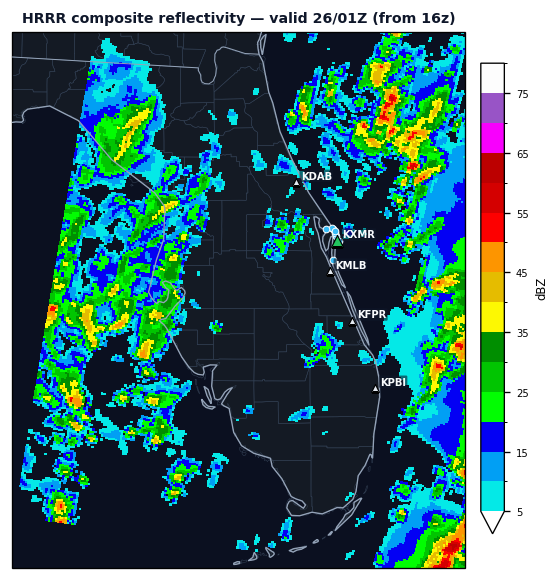 HRRR composite reflectivity — valid 26/01Z (from 16z)
75
65
55
45
35
25
15
5
dBZ
KDAB
KXMR
KMLB
KFPR
KPBI